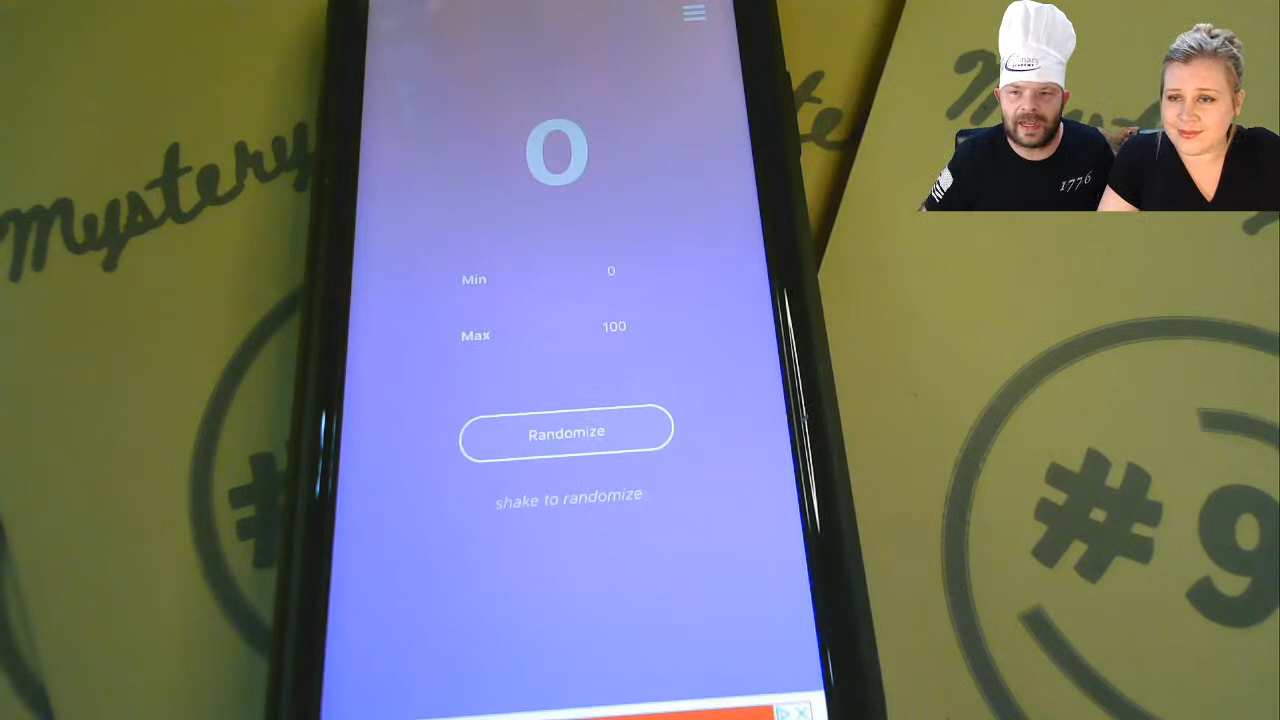 0
Min 0
Max 100
Randomize
shake to randomize
Mystery
#
#9
1776